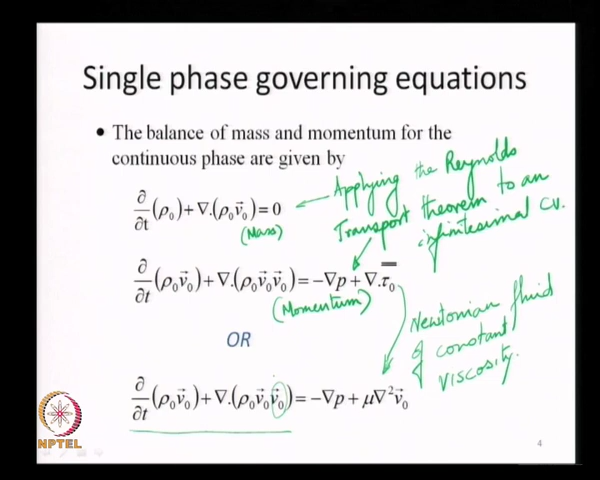 Single phase governing equations
• The balance of mass and momentum for the
continuous phase are given by
∂/∂t (ρ₀) + ∇.(ρ₀v⃗₀) = 0
(Mass)
Applying the Reynolds
Transport theorem to an
infinitesimal CV.
∂/∂t (ρ₀v⃗₀) + ∇.(ρ₀v⃗₀v⃗₀) = −∇p + ∇.τ̿₀
(Momentum)
OR
Newtonian fluid
of constant
viscosity.
∂/∂t (ρ₀v⃗₀) + ∇.(ρ₀v⃗₀v⃗₀) = −∇p + μ∇²v⃗₀
NPTEL
4